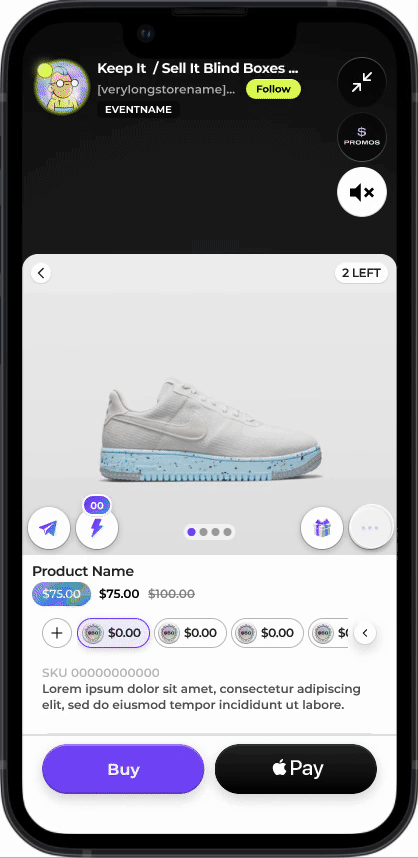 Keep It / Sell It Blind Boxes ...
[verylongstorename]... Follow
EVENTNAME
$
PROMOS
2 LEFT
00
Product Name
$75.00 $75.00 $100.00
+ $0.00 $0.00 $0.00 $0
SKU 00000000000
Lorem ipsum dolor sit amet, consectetur adipiscing
elit, sed do eiusmod tempor incididunt ut labore.
Buy Pay